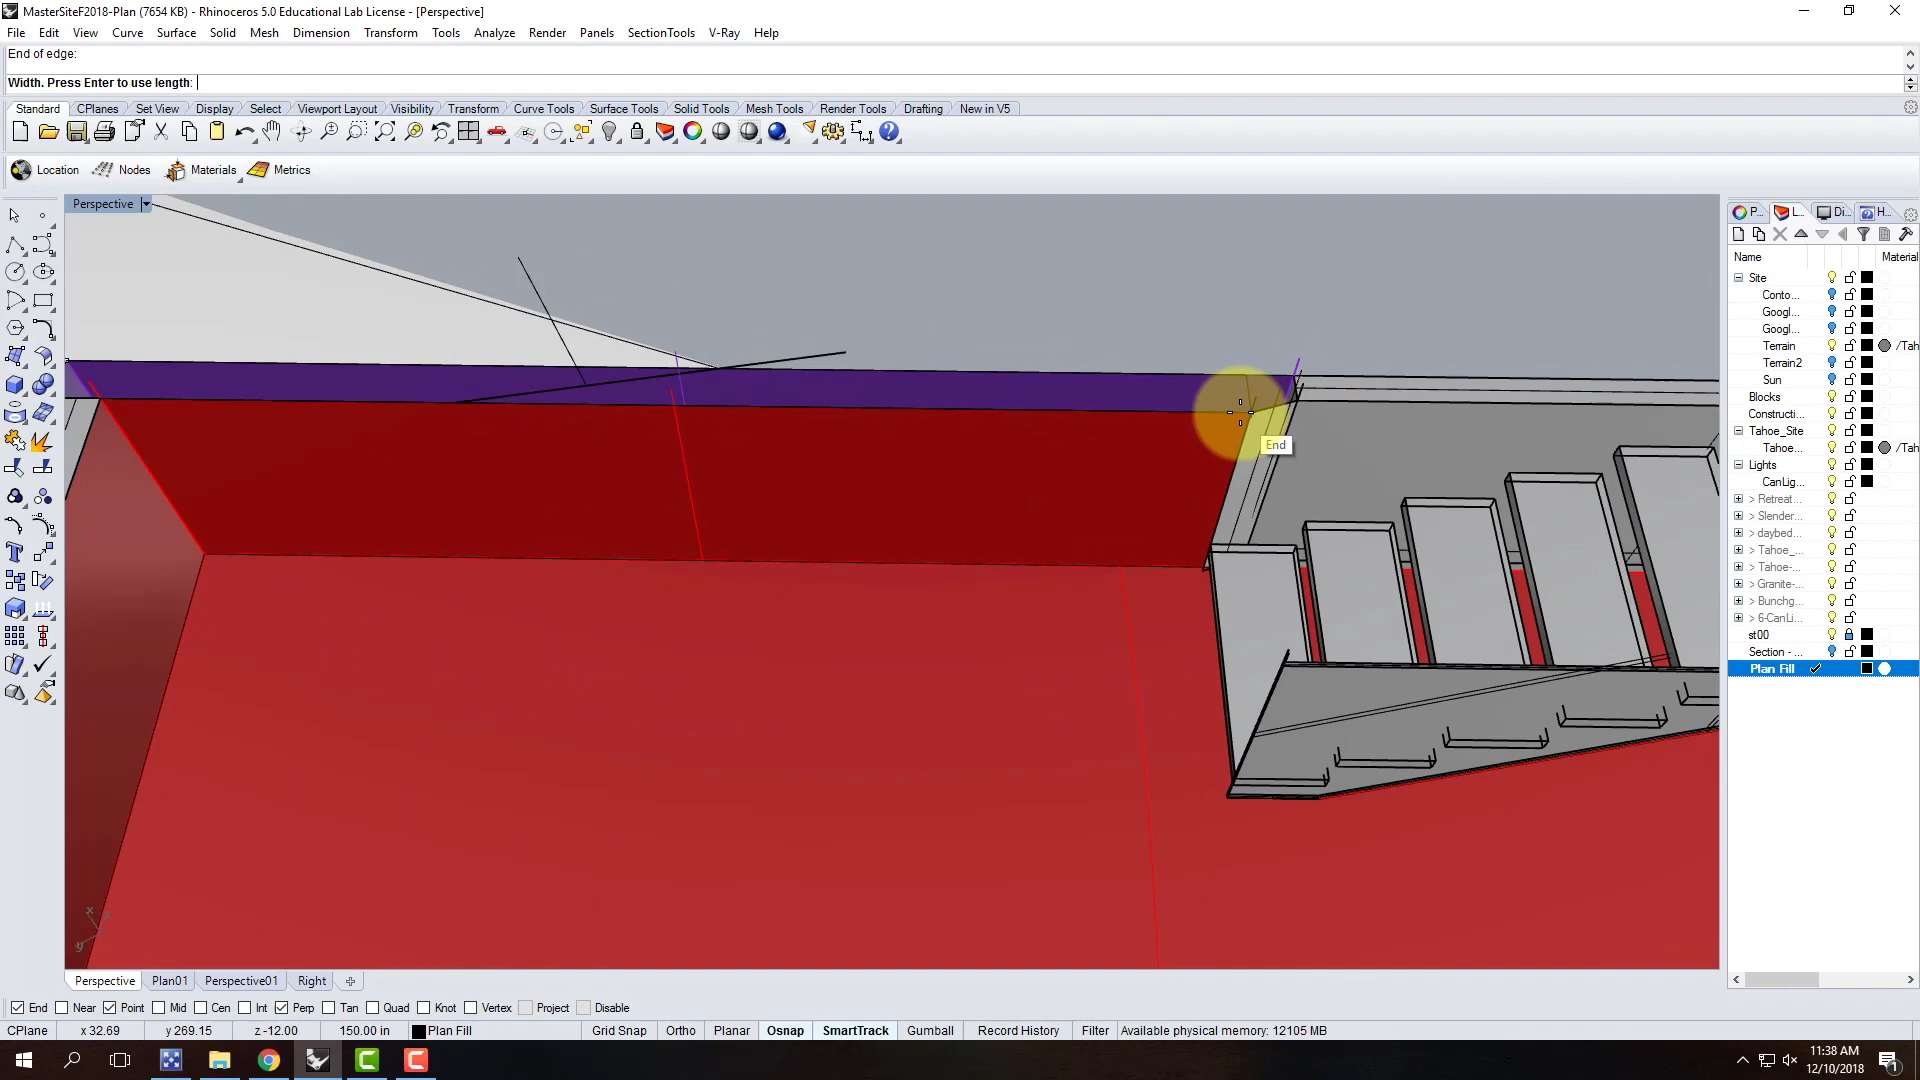 MasterSiteF2018-Plan (7654 KB) - Rhinoceros 5.0 Educational Lab License - [Perspective]
File Edit View Curve Surface Solid Mesh Dimension Transform Tools Analyze Render Panels SectionTools V-Ray Help
End of edge:
Width. Press Enter to use length:
Standard CPlanes Set View Display Select Viewport Layout Visibility Transform Curve Tools Surface Tools Solid Tools Mesh Tools Render Tools Drafting New in V5
Location Nodes Materials Metrics
Perspective
P... L... Di... H...
Name Material
Site
Conto...
Googl...
Googl...
Terrain /Tah
Terrain2
Sun
Blocks
Constructi...
Tahoe_Site
Tahoe... /Tah
Lights
CanLig...
> Retreat...
> Slender...
> daybed...
> Tahoe_...
> Tahoe-...
> Granite-...
> Bunchg...
> 6-CanLi...
st00
Section - ...
Plan Fill
End
x
y
Perspective Plan01 Perspective01 Right
End Near Point Mid Cen Int Perp Tan Quad Knot Vertex Project Disable
CPlane x 32.69 y 269.15 z -12.00 150.00 in Plan Fill Grid Snap Ortho Planar Osnap SmartTrack Gumball Record History Filter Available physical memory: 12105 MB
11:38 AM
12/10/2018
1